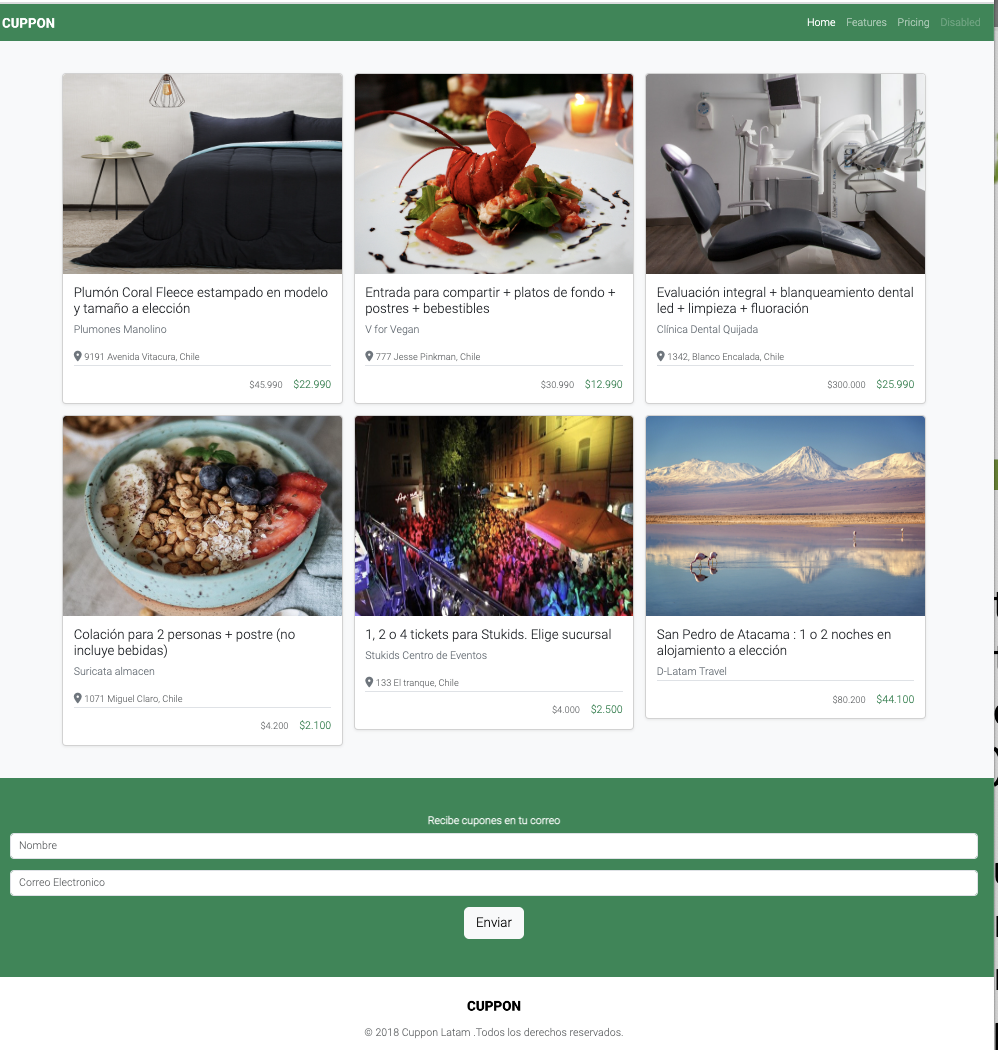 CUPPON
Home Features Pricing Disabled
Plumón Coral Fleece estampado en modelo
y tamaño a elección
Plumones Manolino
9191 Avenida Vitacura, Chile
$45.990 $22.990
Entrada para compartir + platos de fondo +
postres + bebestibles
V for Vegan
777 Jesse Pinkman, Chile
$30.990 $12.990
Evaluación integral + blanqueamiento dental
led + limpieza + fluoración
Clínica Dental Quijada
1342, Blanco Encalada, Chile
$300.000 $25.990
Colación para 2 personas + postre (no
incluye bebidas)
Suricata almacen
1071 Miguel Claro, Chile
$4.200 $2.100
1, 2 o 4 tickets para Stukids. Elige sucursal
Stukids Centro de Eventos
133 El tranque, Chile
$4.000 $2.500
San Pedro de Atacama : 1 o 2 noches en
alojamiento a elección
D-Latam Travel
$80.200 $44.100
Recibe cupones en tu correo
Nombre
Correo Electronico
Enviar
CUPPON
© 2018 Cuppon Latam .Todos los derechos reservados.